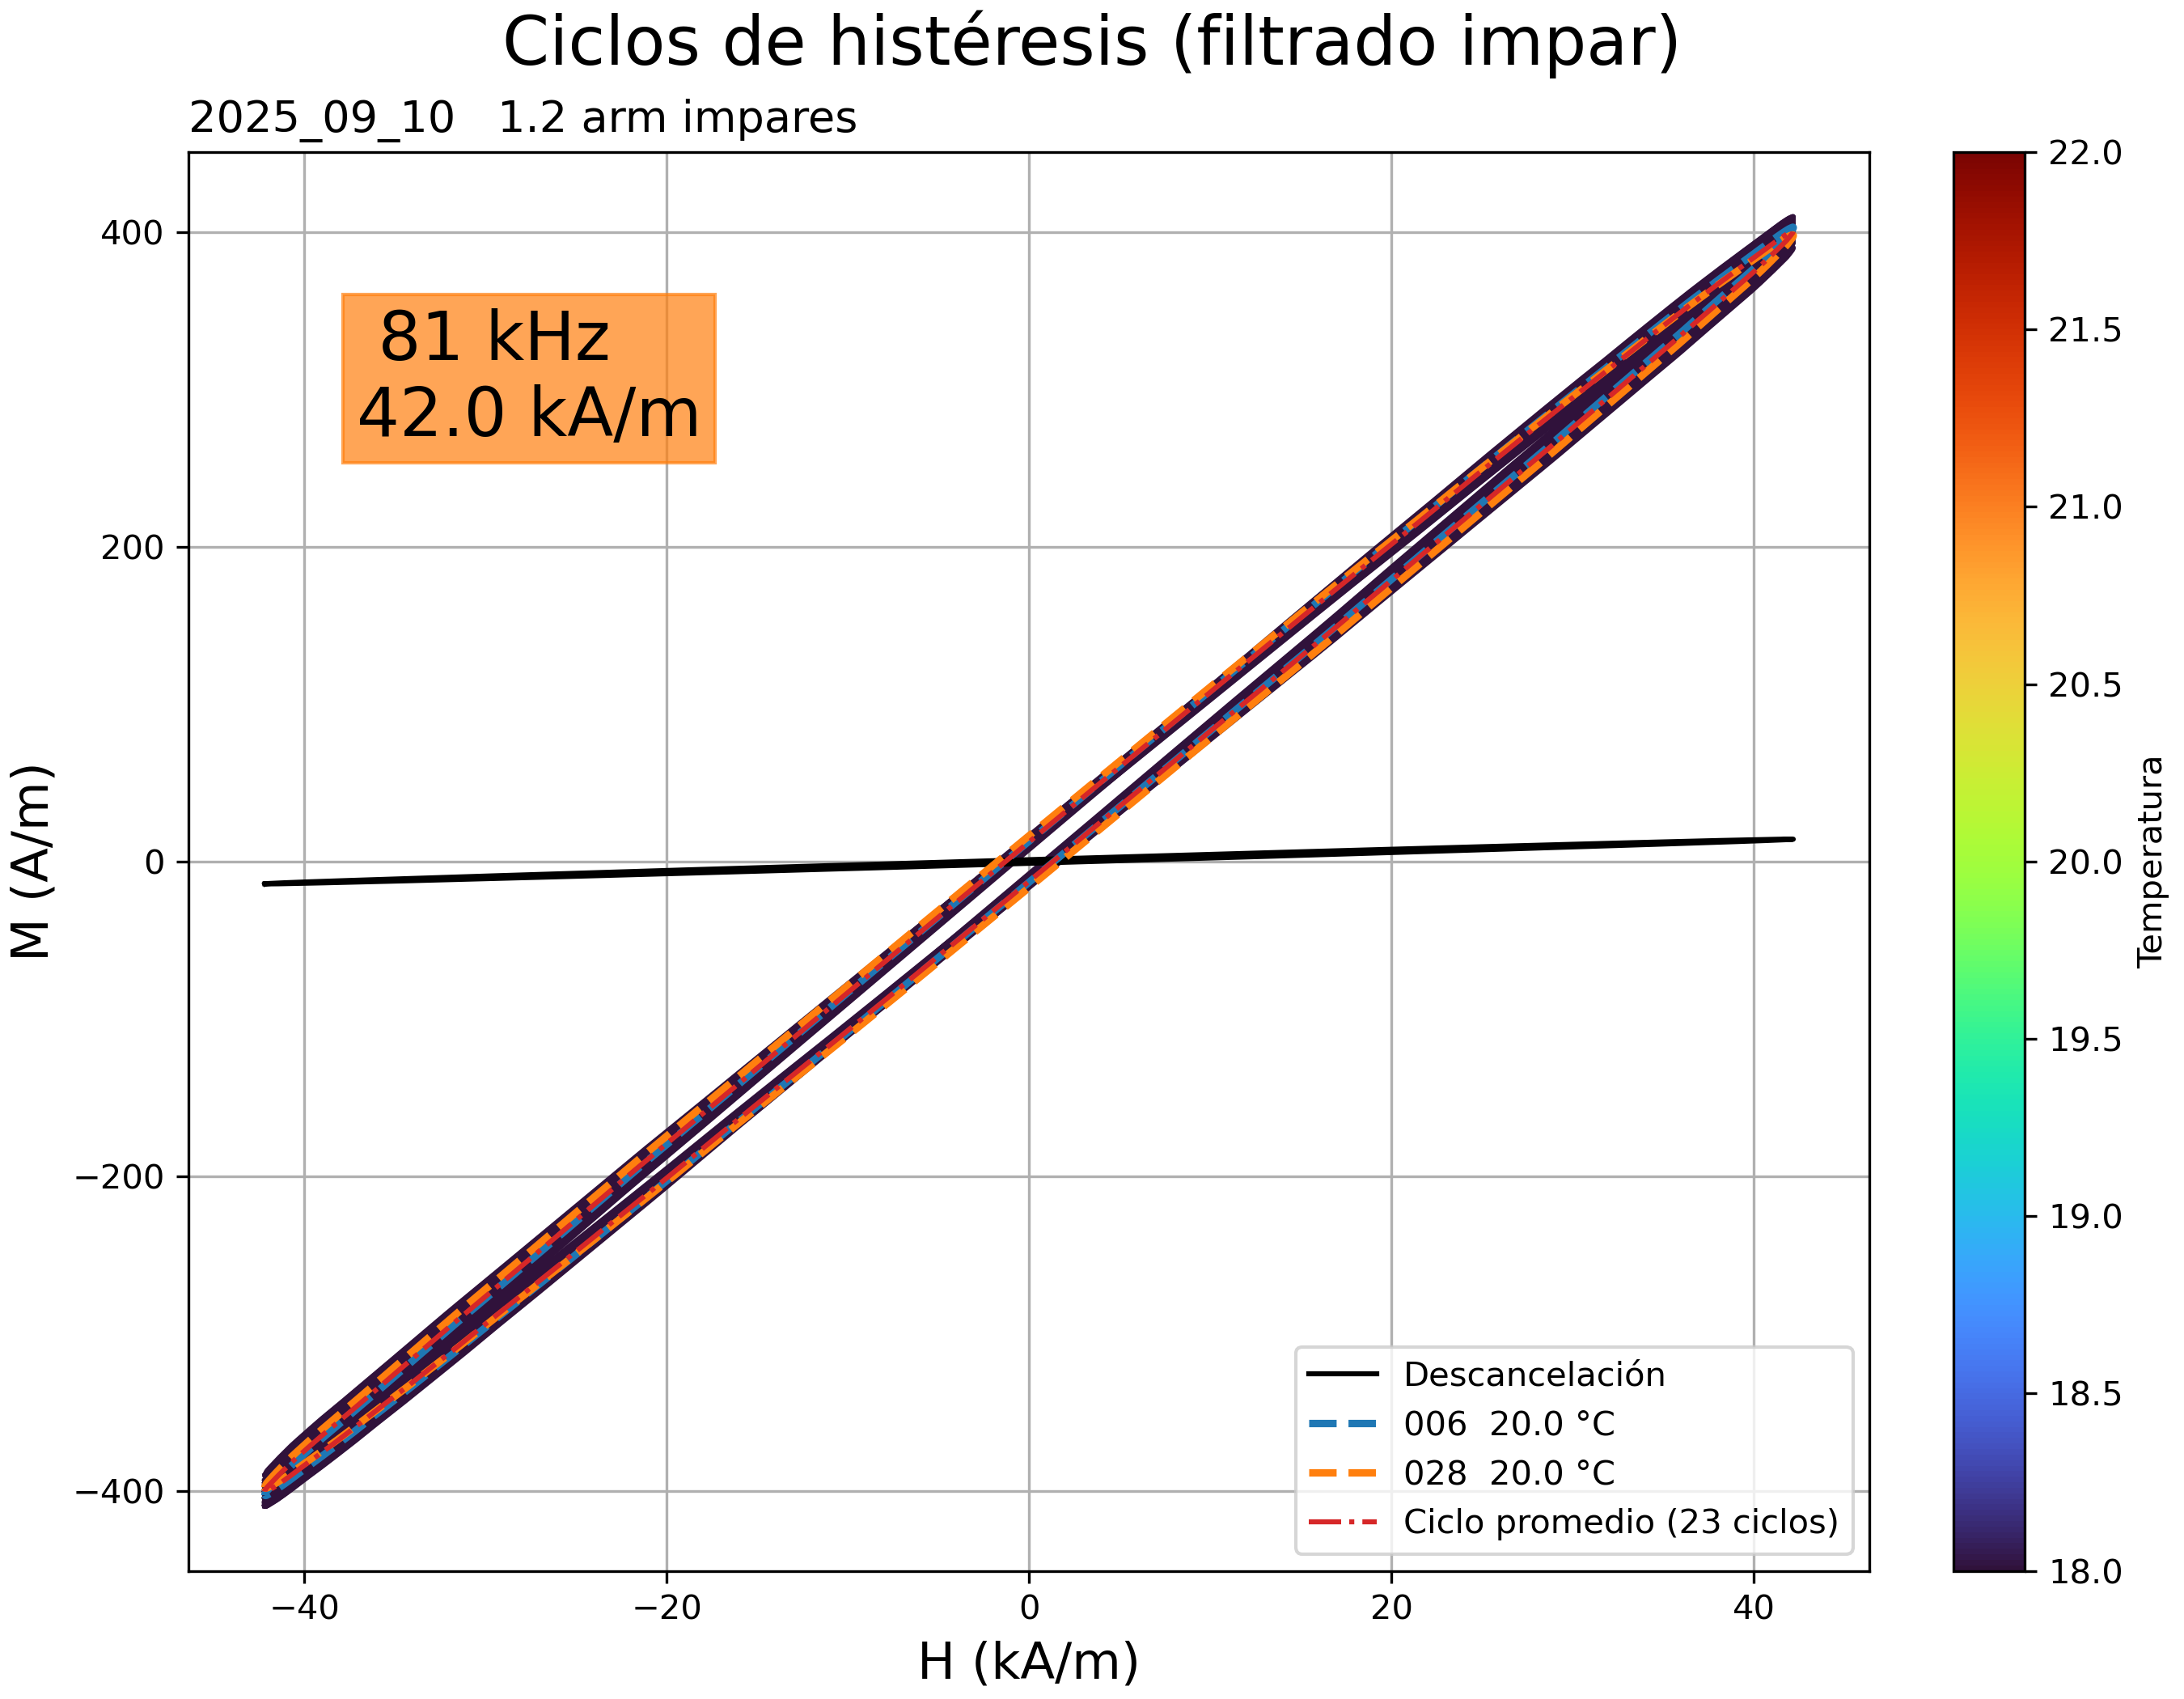 Ciclos de histéresis (filtrado impar)
2025_09_10   1.2 arm impares
81 kHz
42.0 kA/m
M (A/m)
400
200
0
−200
−400
−40
−20
0
20
40
H (kA/m)
Descancelación
006  20.0 °C
028  20.0 °C
Ciclo promedio (23 ciclos)
22.0
21.5
21.0
20.5
20.0
19.5
19.0
18.5
18.0
Temperatura